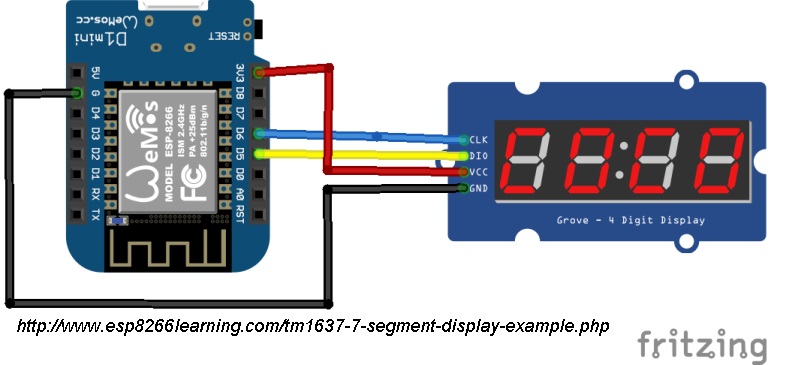 WeMos.cc
D1mini
RESET
5V
G
D4
D3
D2
D1
RX
TX
3V3
D8
D7
D6
D5
D0
A0
RST
WeMos
MODEL ESP-8266
ISM 2.4GHz
PA +25dBm
802.11b/g/n
FC
CLK
DIO
VCC
GND
Grove - 4 Digit Display
http://www.esp8266learning.com/tm1637-7-segment-display-example.php
fritzing